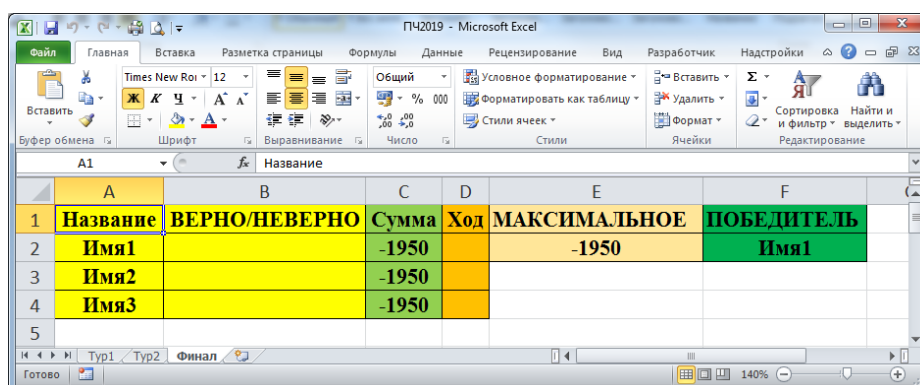 ПЧ2019 - Microsoft Excel
Файл Главная Вставка Разметка страницы Формулы Данные Рецензирование Вид Разработчик Надстройки
Вставить
Times New Roi 12
Ж К Ч
Общий
% 000
Условное форматирование
Форматировать как таблицу
Стили ячеек
Вставить
Удалить
Формат
Σ
Сортировка и фильтр
Найти и выделить
Буфер обмена Шрифт Выравнивание Число Стили Ячейки Редактирование
A1 fx Название
A B C D E F
1 Название ВЕРНО/НЕВЕРНО Сумма Ход МАКСИМАЛЬНОЕ ПОБЕДИТЕЛЬ
2 Имя1 -1950 -1950 Имя1
3 Имя2 -1950
4 Имя3 -1950
5
Тур1 Тур2 Финал
Готово 140%